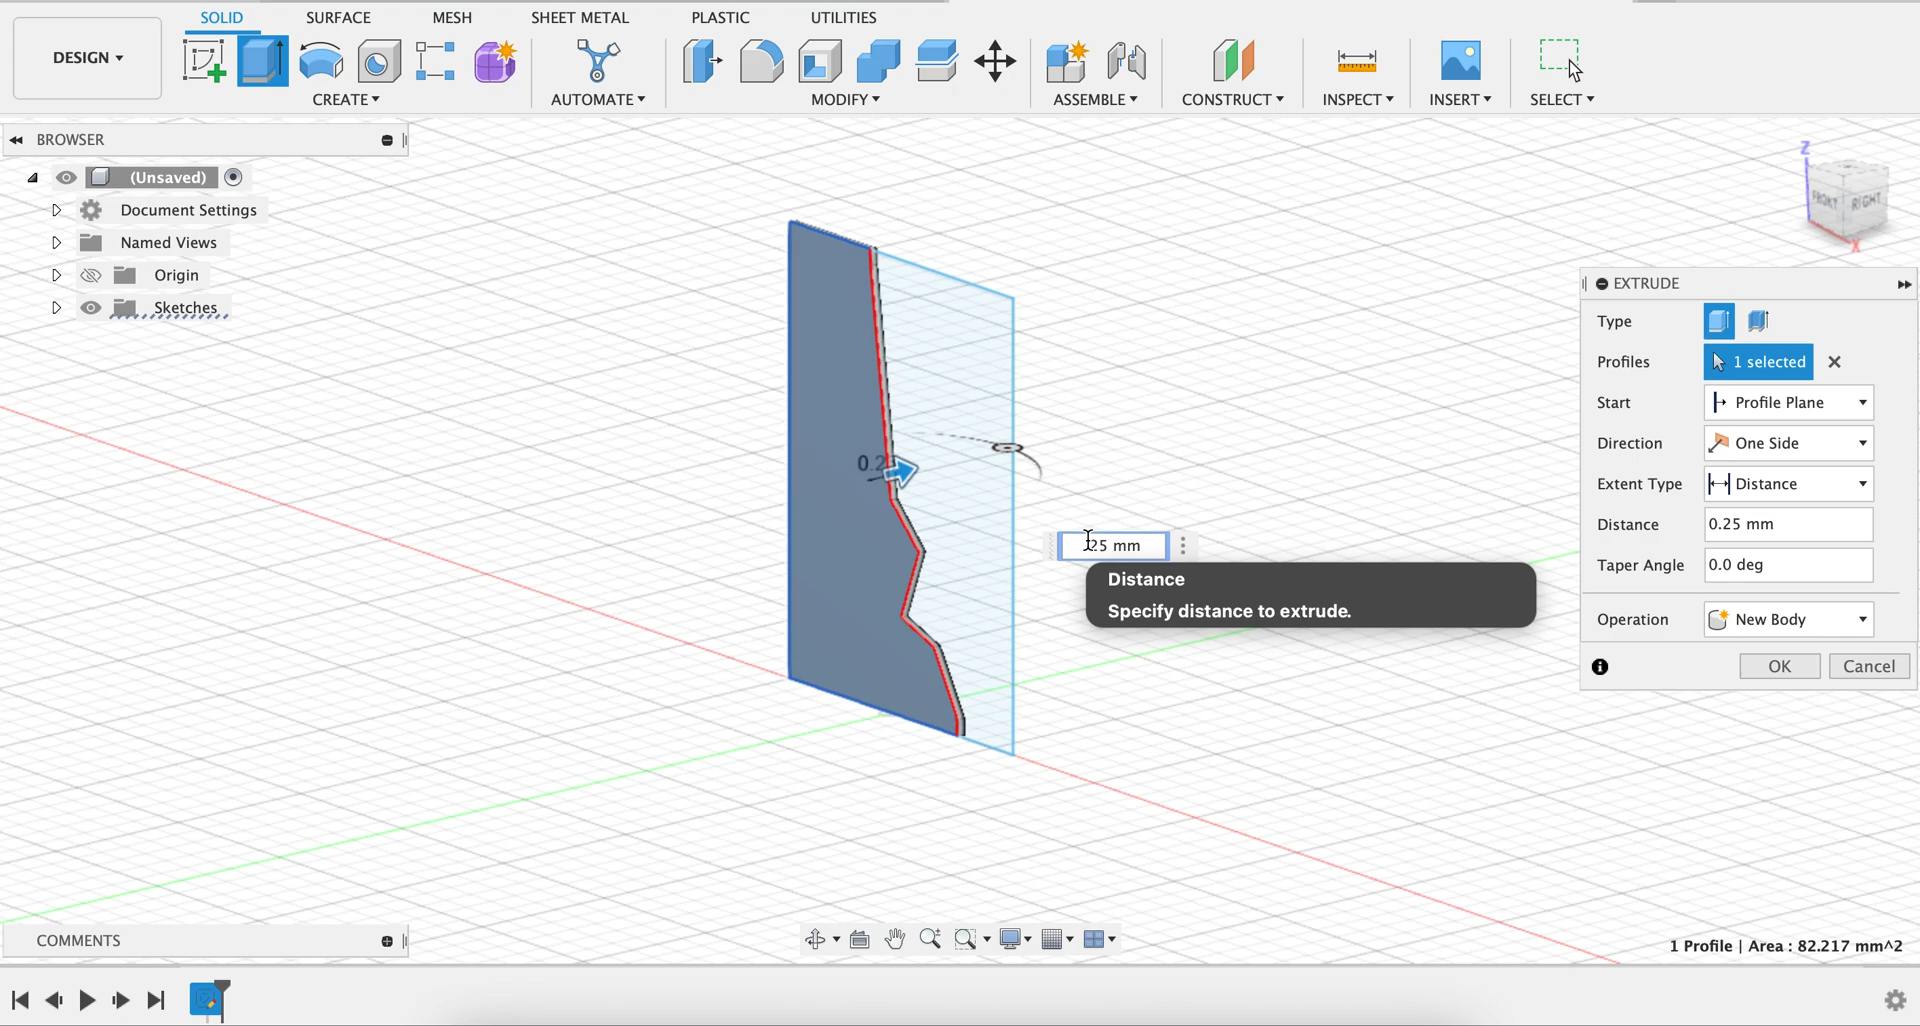 SOLID SURFACE MESH SHEET METAL PLASTIC UTILITIES
DESIGN
CREATE AUTOMATE MODIFY ASSEMBLE CONSTRUCT INSPECT INSERT SELECT
BROWSER
(Unsaved)
Document Settings
Named Views
Origin
Sketches
Z
FRONT RIGHT
X
EXTRUDE
Type
Profiles 1 selected
Start Profile Plane
Direction One Side
Extent Type Distance
Distance 0.25 mm
Taper Angle 0.0 deg
Operation New Body
OK Cancel
25 mm
Distance
Specify distance to extrude.
COMMENTS
1 Profile | Area : 82.217 mm^2